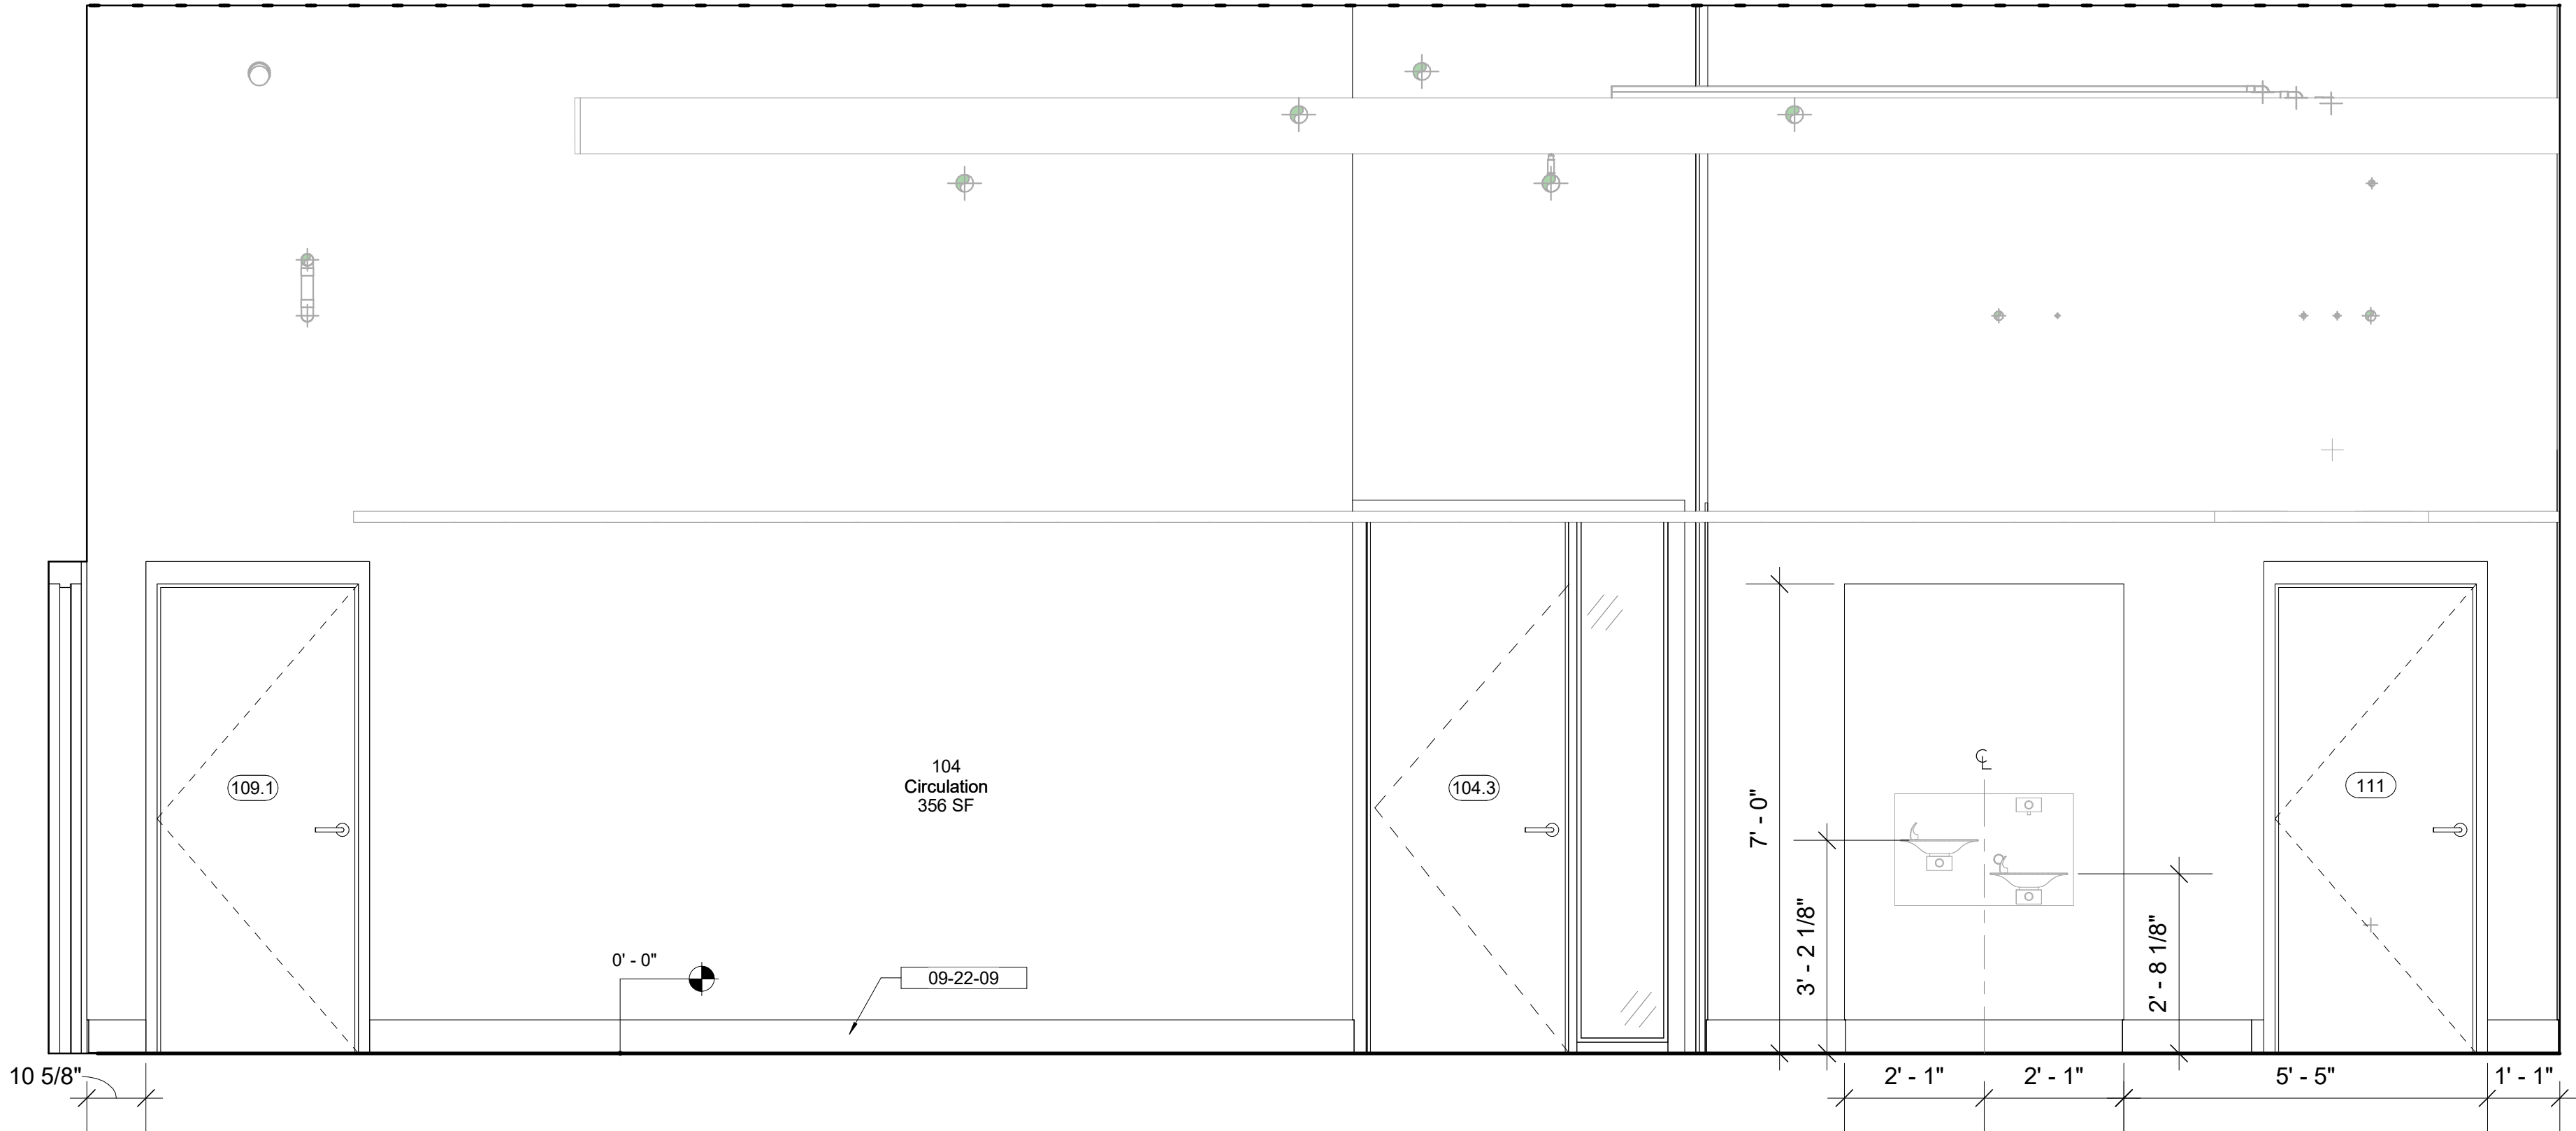 109.1
104
Circulation
356 SF
104.3
111
℄
7' - 0"
3' - 2 1/8"
2' - 8 1/8"
0' - 0"
09-22-09
10 5/8"
2' - 1"
2' - 1"
5' - 5"
1' - 1"